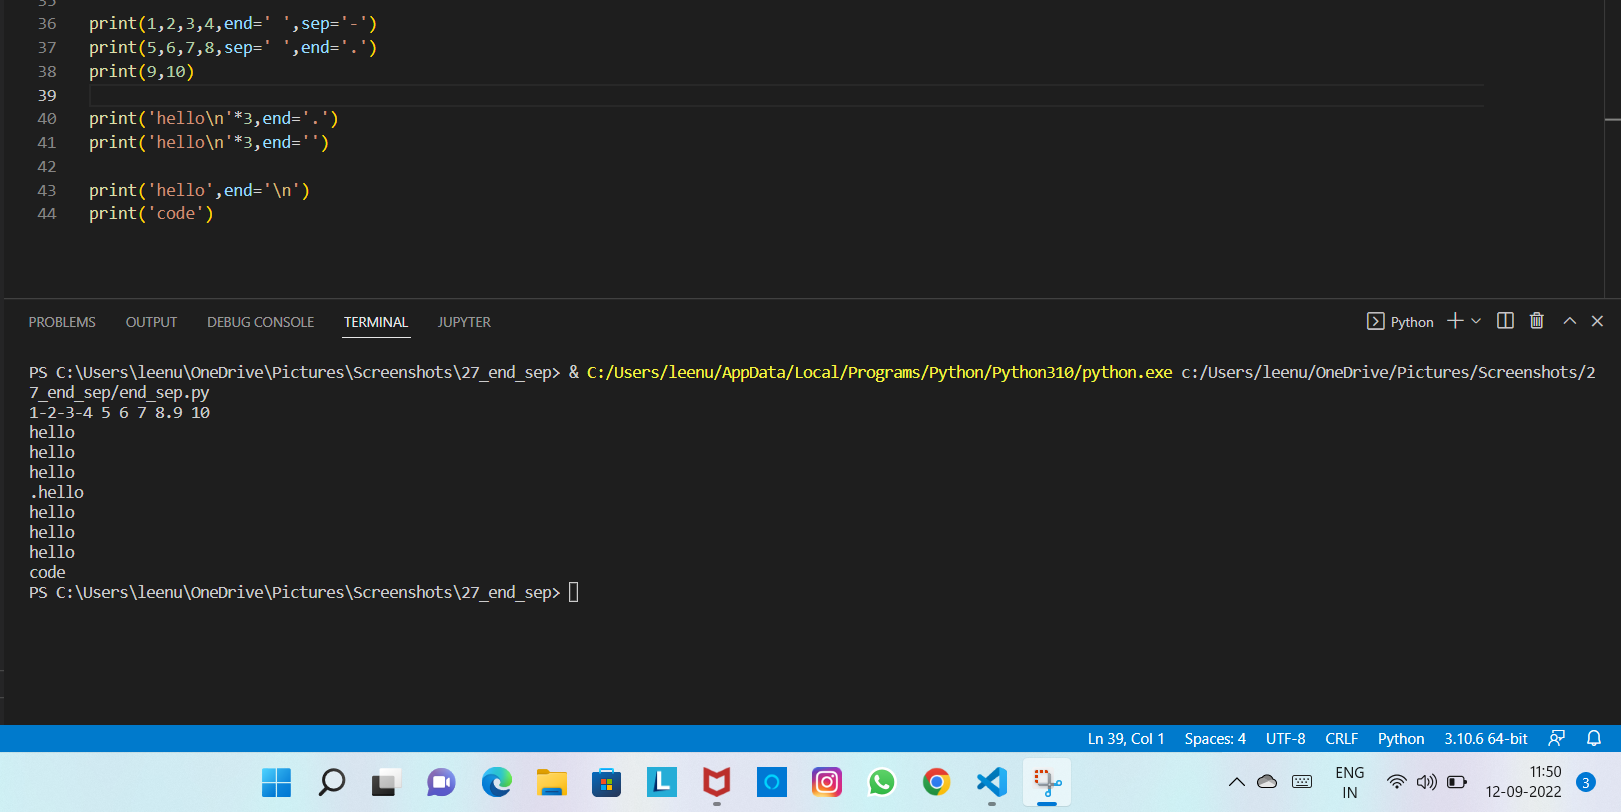 35
36 print(1,2,3,4,end=' ',sep='-')
37 print(5,6,7,8,sep=' ',end='.')
38 print(9,10)
39
40 print('hello\n'*3,end='.')
41 print('hello\n'*3,end='')
42
43 print('hello',end='\n')
44 print('code')
PROBLEMS OUTPUT DEBUG CONSOLE TERMINAL JUPYTER Python
PS C:\Users\leenu\OneDrive\Pictures\Screenshots\27_end_sep> & C:/Users/leenu/AppData/Local/Programs/Python/Python310/python.exe c:/Users/leenu/OneDrive/Pictures/Screenshots/2
7_end_sep/end_sep.py
1-2-3-4 5 6 7 8.9 10
hello
hello
hello
.hello
hello
hello
hello
code
PS C:\Users\leenu\OneDrive\Pictures\Screenshots\27_end_sep>
Ln 39, Col 1 Spaces: 4 UTF-8 CRLF Python 3.10.6 64-bit
L
ENG
IN
11:50
12-09-2022
3